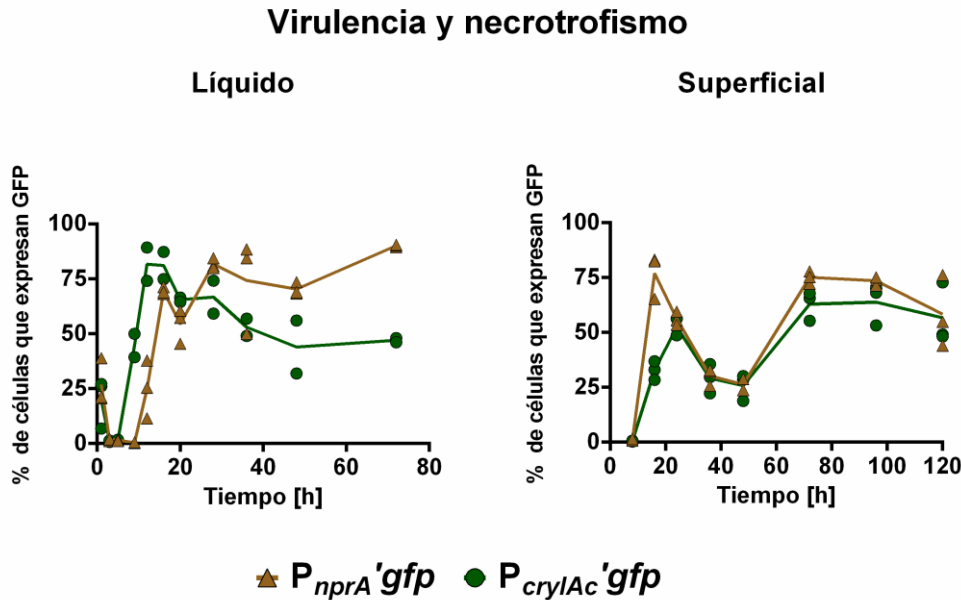 Virulencia y necrotrofismo
Líquido
Superficial
% de células que expresan GFP
100
75
50
25
0
0
20
40
60
80
Tiempo [h]
% de células que expresan GFP
100
75
50
25
0
0
20
40
60
80
100
120
Tiempo [h]
PnprA'gfp
PcryIAc'gfp